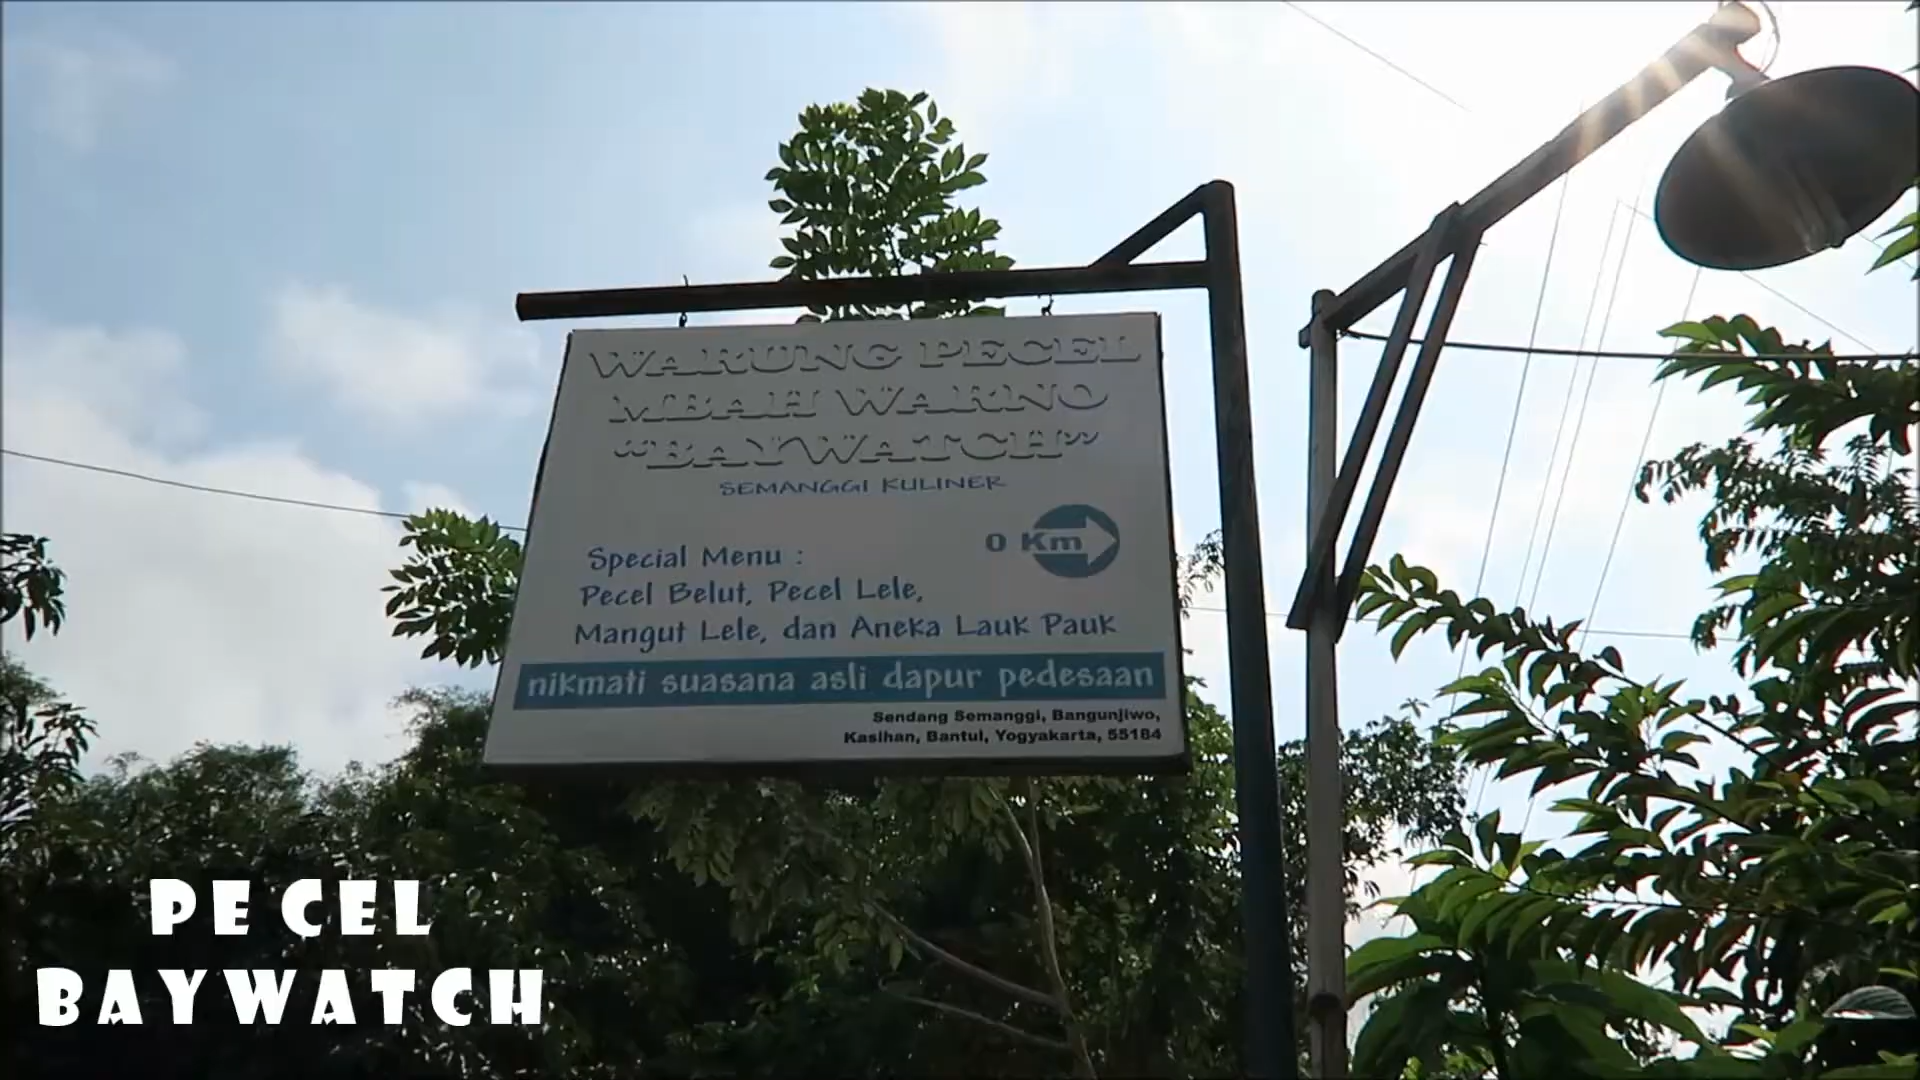 WARUNG PECEL
MBAH WARNO
"BAYWATCH"
SEMANGGI KULINER
0 Km
Special Menu :
Pecel Belut, Pecel Lele,
Mangut Lele, dan Aneka Lauk Pauk
nikmati suasana asli dapur pedesaan
Sendang Semanggi, Bangunjiwo,
Kasihan, Bantul, Yogyakarta, 55184
PECEL
BAYWATCH